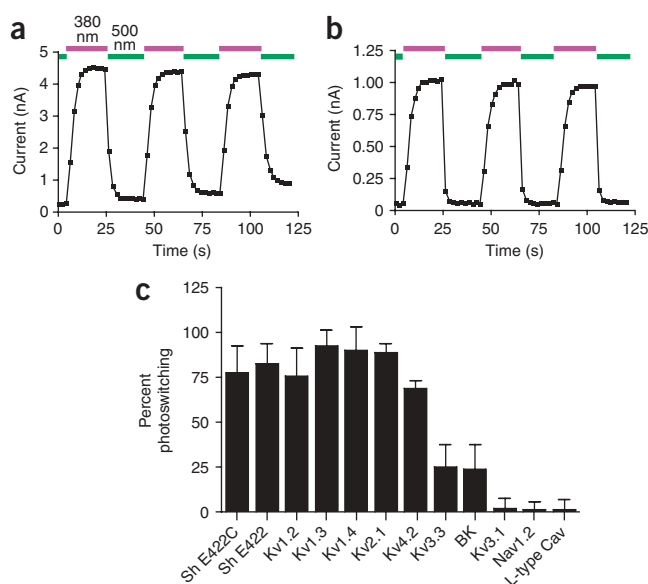 a
380 nm
500 nm
Current (nA)
5
4
3
2
1
0
0 25 50 75 100 125
Time (s)
b
Current (nA)
1.25
1.00
0.75
0.50
0.25
0
0 25 50 75 100 125
Time (s)
c
Percent
photoswitching
125
100
75
50
25
0
Sh E422C
Sh E422
Kv1.2
Kv1.3
Kv1.4
Kv2.1
Kv4.2
Kv3.3
BK
Kv3.1
Nav1.2
L-type Cav